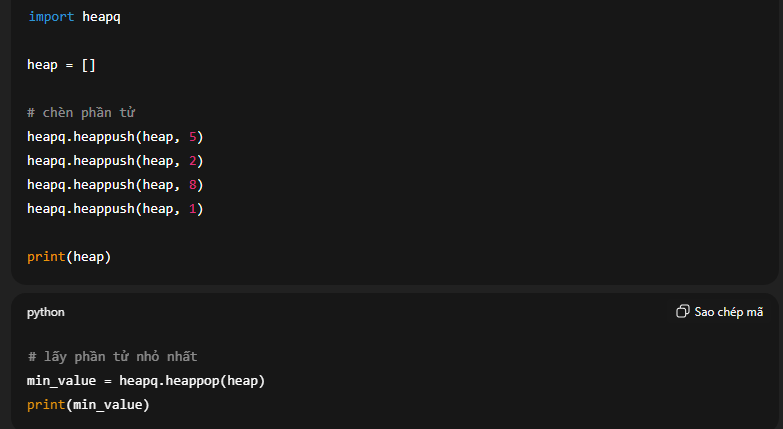 import heapq
heap = []
# chèn phần tử
heapq.heappush(heap, 5)
heapq.heappush(heap, 2)
heapq.heappush(heap, 8)
heapq.heappush(heap, 1)
print(heap)
python
Sao chép mã
# lấy phần tử nhỏ nhất
min_value = heapq.heappop(heap)
print(min_value)